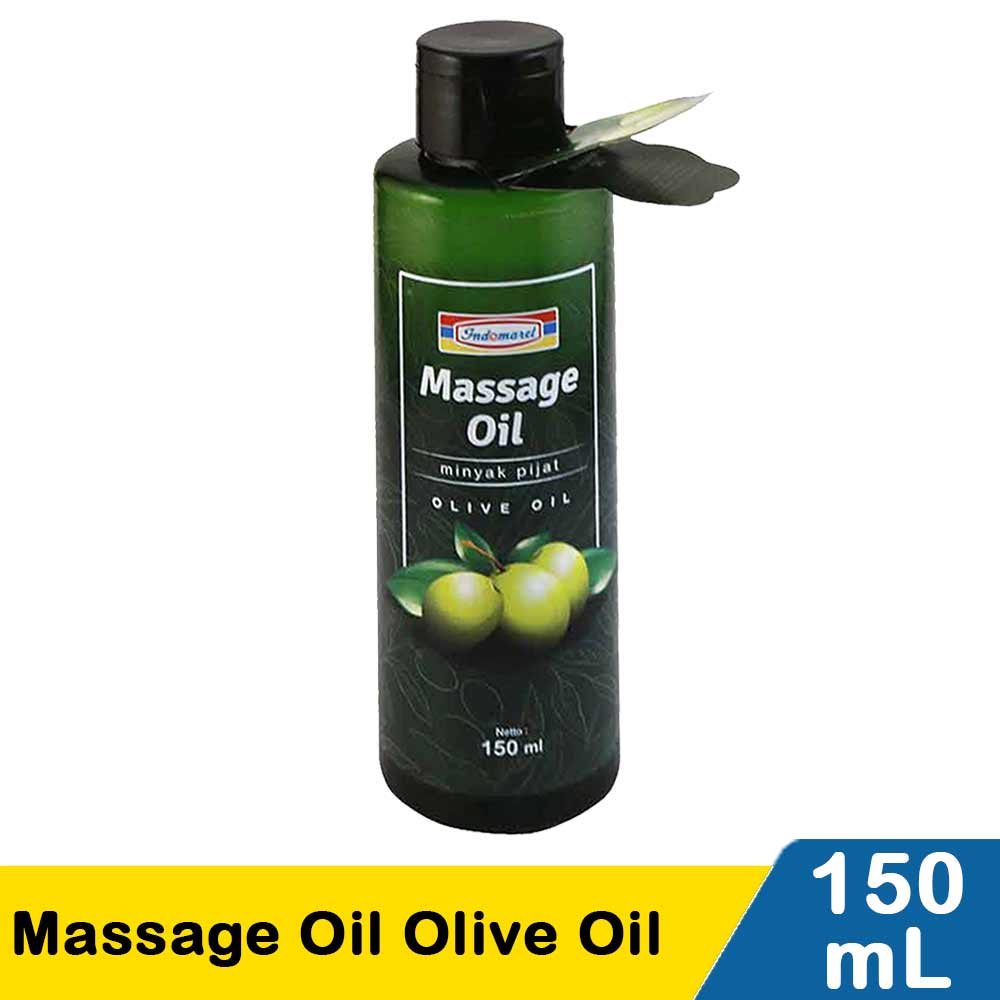 Indomaret
Massage
Oil
minyak pijat
OLIVE OIL
Netto :
150 ml
Massage Oil Olive Oil
150
mL